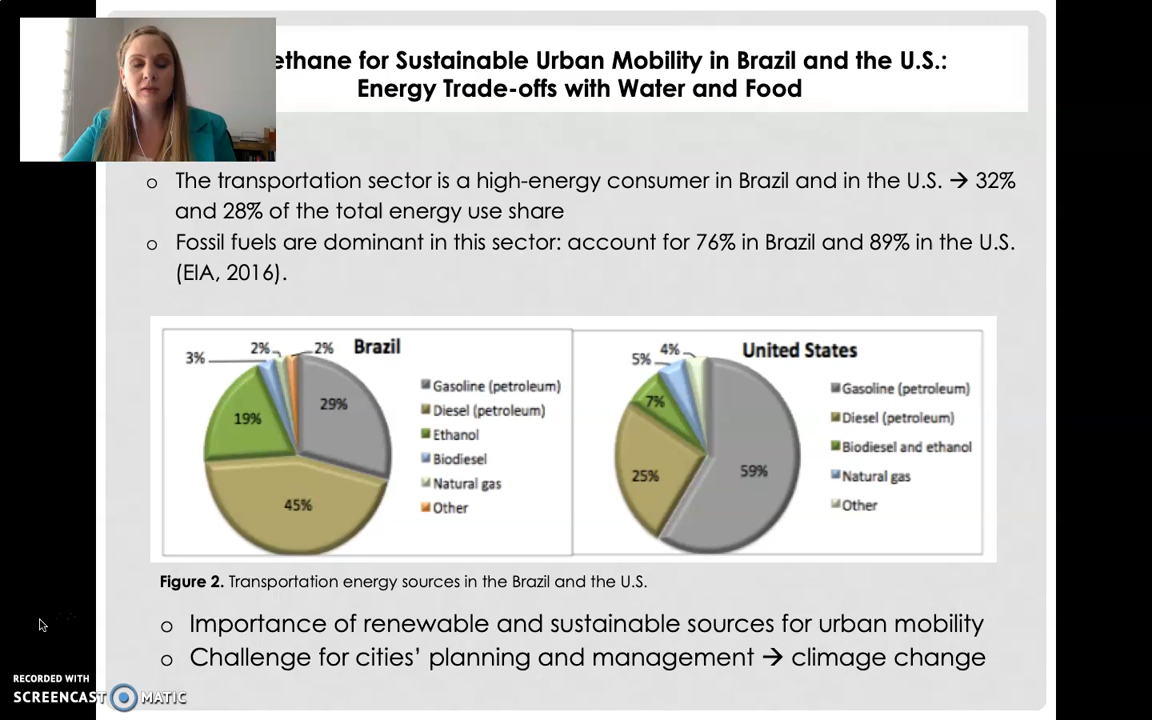 ethane for Sustainable Urban Mobility in Brazil and the U.S.:
Energy Trade-offs with Water and Food
o The transportation sector is a high-energy consumer in Brazil and in the U.S. → 32%
and 28% of the total energy use share
o Fossil fuels are dominant in this sector: account for 76% in Brazil and 89% in the U.S.
(EIA, 2016).
Brazil
3%
2%
2%
29%
19%
45%
Gasoline (petroleum)
Diesel (petroleum)
Ethanol
Biodiesel
Natural gas
Other
United States
5%
4%
7%
25%
59%
Gasoline (petroleum)
Diesel (petroleum)
Biodiesel and ethanol
Natural gas
Other
Figure 2. Transportation energy sources in the Brazil and the U.S.
o Importance of renewable and sustainable sources for urban mobility
o Challenge for cities’ planning and management → climage change
RECORDED WITH
SCREENCAST MATIC